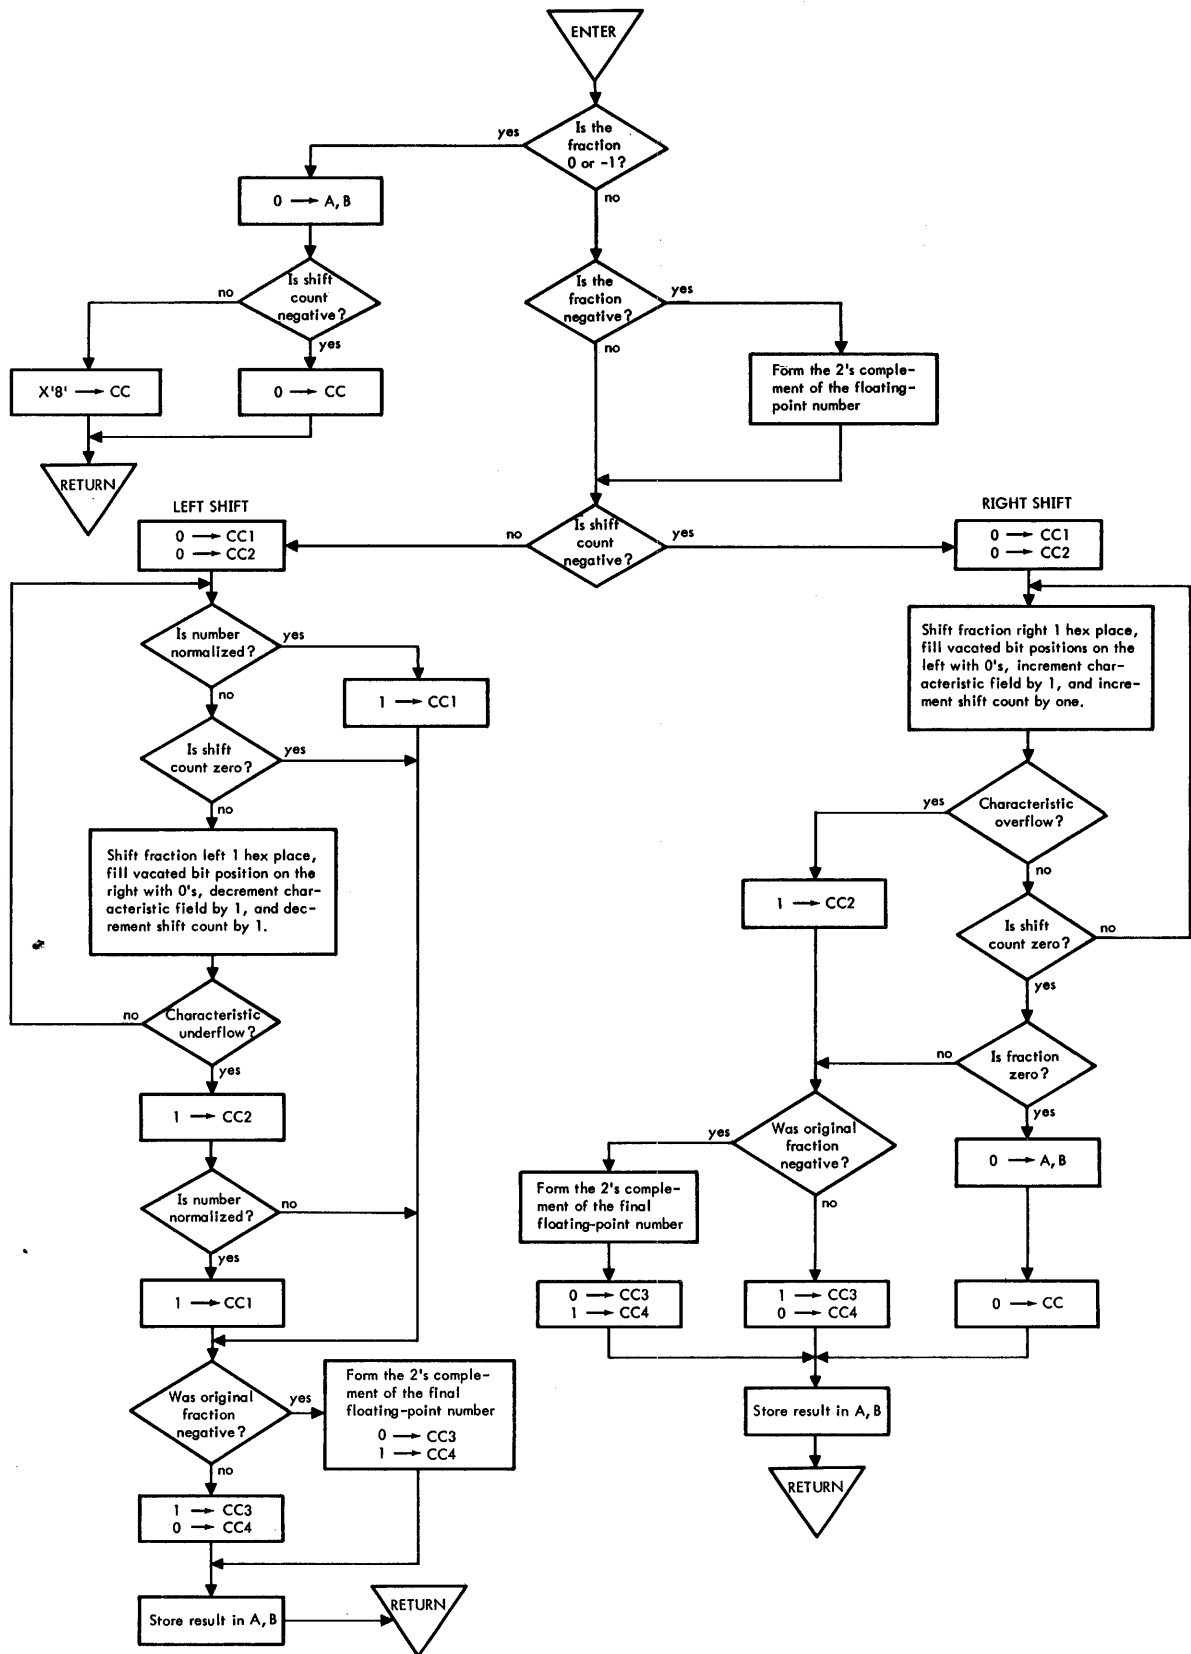 ENTER
Is the
fraction
0 or -1?
yes
no
0 → A, B
Is shift
count
negative?
no
yes
X'8' → CC
0 → CC
RETURN
Is the
fraction
negative?
yes
no
Form the 2's comple-
ment of the floating-
point number
Is shift
count
negative?
no
yes
LEFT SHIFT
0 → CC1
0 → CC2
Is number
normalized?
yes
no
1 → CC1
Is shift
count zero?
yes
no
Shift fraction left 1 hex place,
fill vacated bit position on the
right with 0's, decrement char-
acteristic field by 1, and dec-
rement shift count by 1.
Characteristic
underflow?
no
yes
1 → CC2
Is number
normalized?
no
yes
1 → CC1
Was original
fraction
negative?
yes
no
Form the 2's comple-
ment of the final
floating-point number
0 → CC3
1 → CC4
1 → CC3
0 → CC4
Store result in A, B
RETURN
RIGHT SHIFT
0 → CC1
0 → CC2
Shift fraction right 1 hex place,
fill vacated bit positions on the
left with 0's, increment char-
acteristic field by 1, and incre-
ment shift count by one.
Characteristic
overflow?
yes
no
1 → CC2
Is shift
count zero?
no
yes
Is fraction
zero?
no
yes
0 → A, B
0 → CC
Was original
fraction
negative?
yes
no
Form the 2's comple-
ment of the final
floating-point number
0 → CC3
1 → CC4
1 → CC3
0 → CC4
Store result in A, B
RETURN